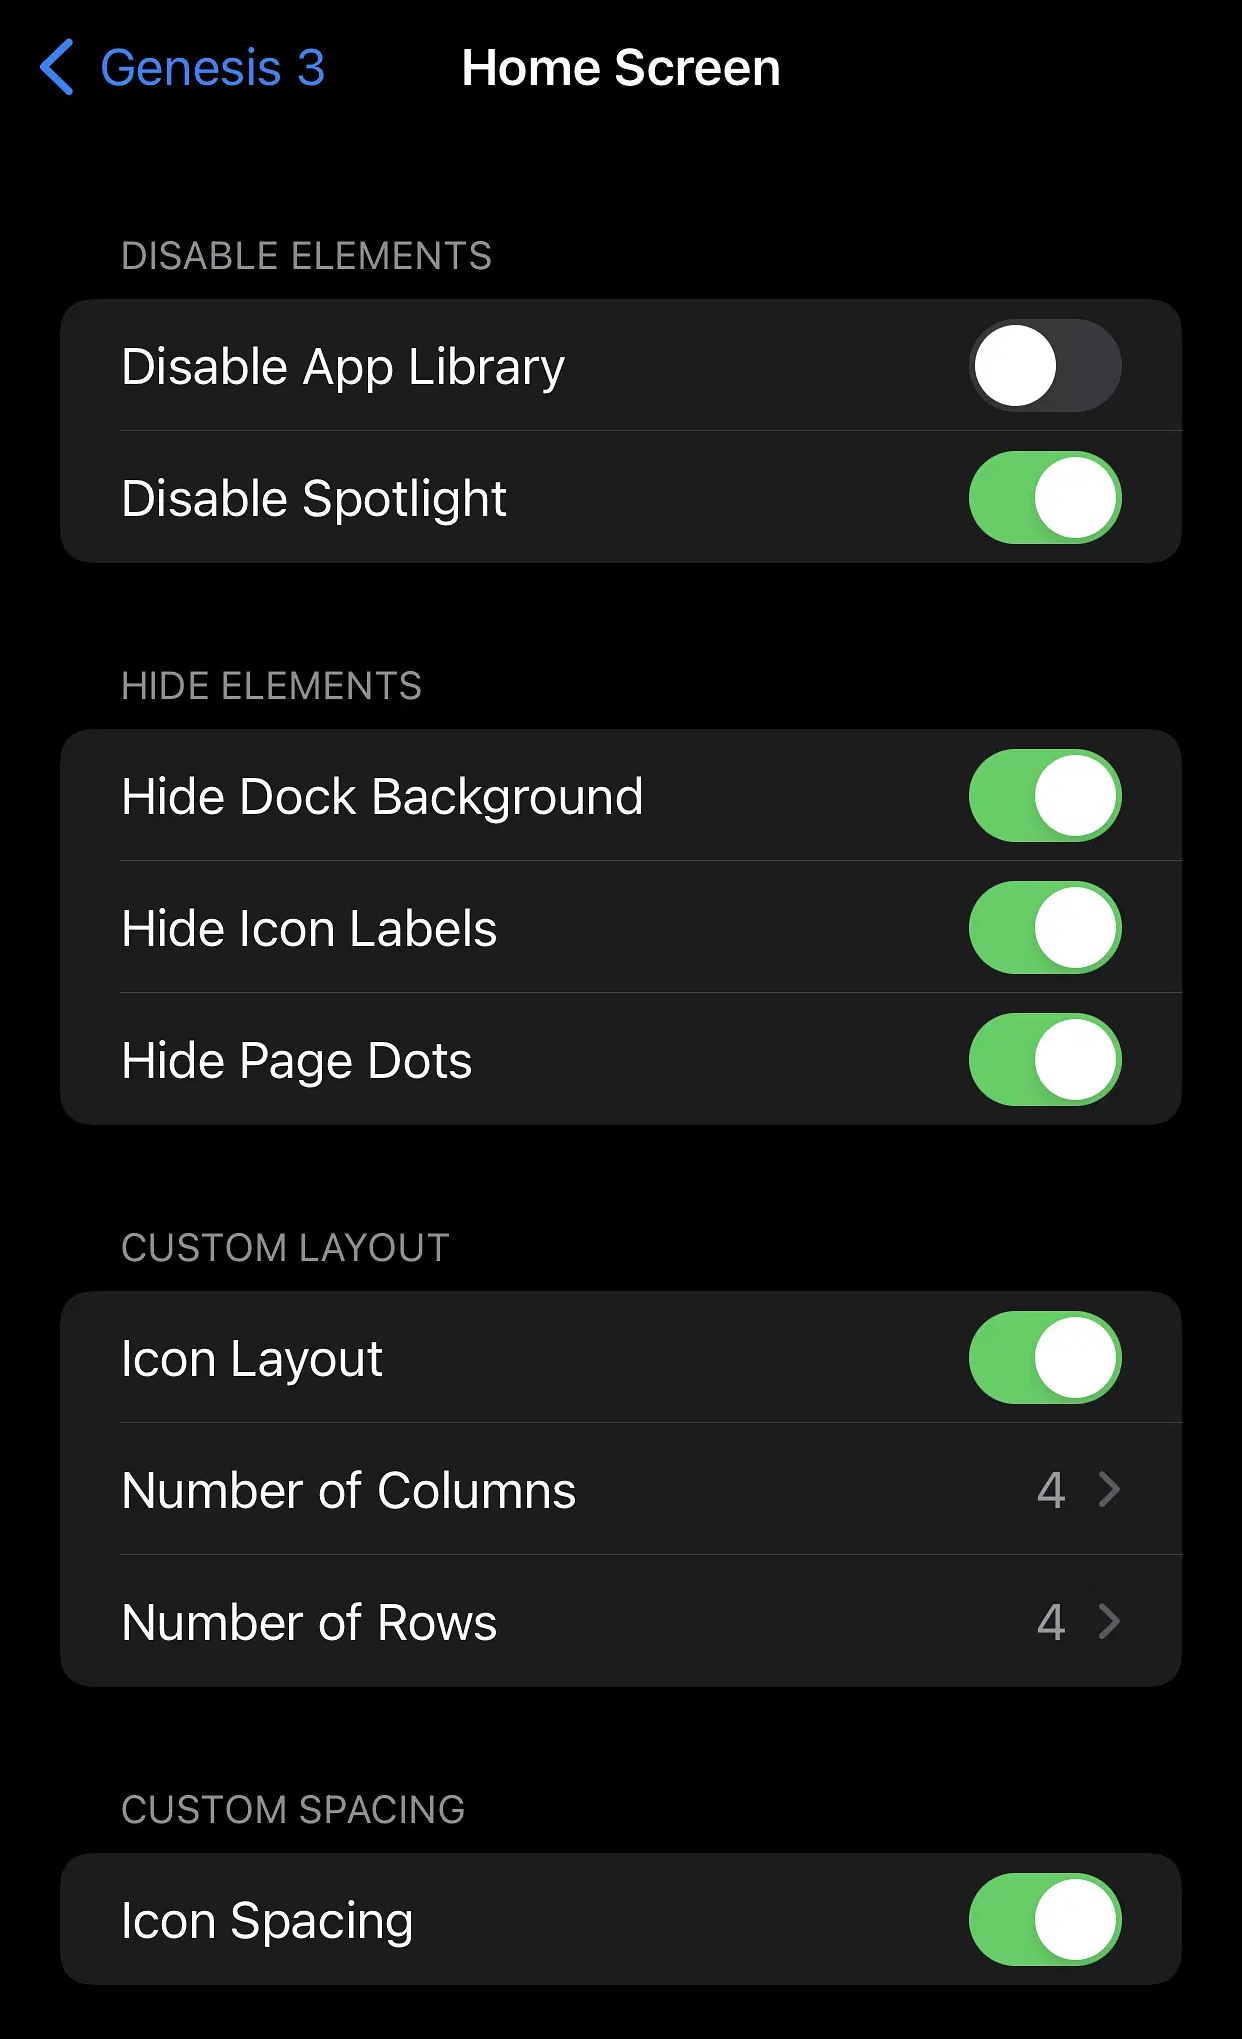 Genesis 3
Home Screen
DISABLE ELEMENTS
Disable App Library
Disable Spotlight
HIDE ELEMENTS
Hide Dock Background
Hide Icon Labels
Hide Page Dots
CUSTOM LAYOUT
Icon Layout
Number of Columns 4
Number of Rows 4
CUSTOM SPACING
Icon Spacing